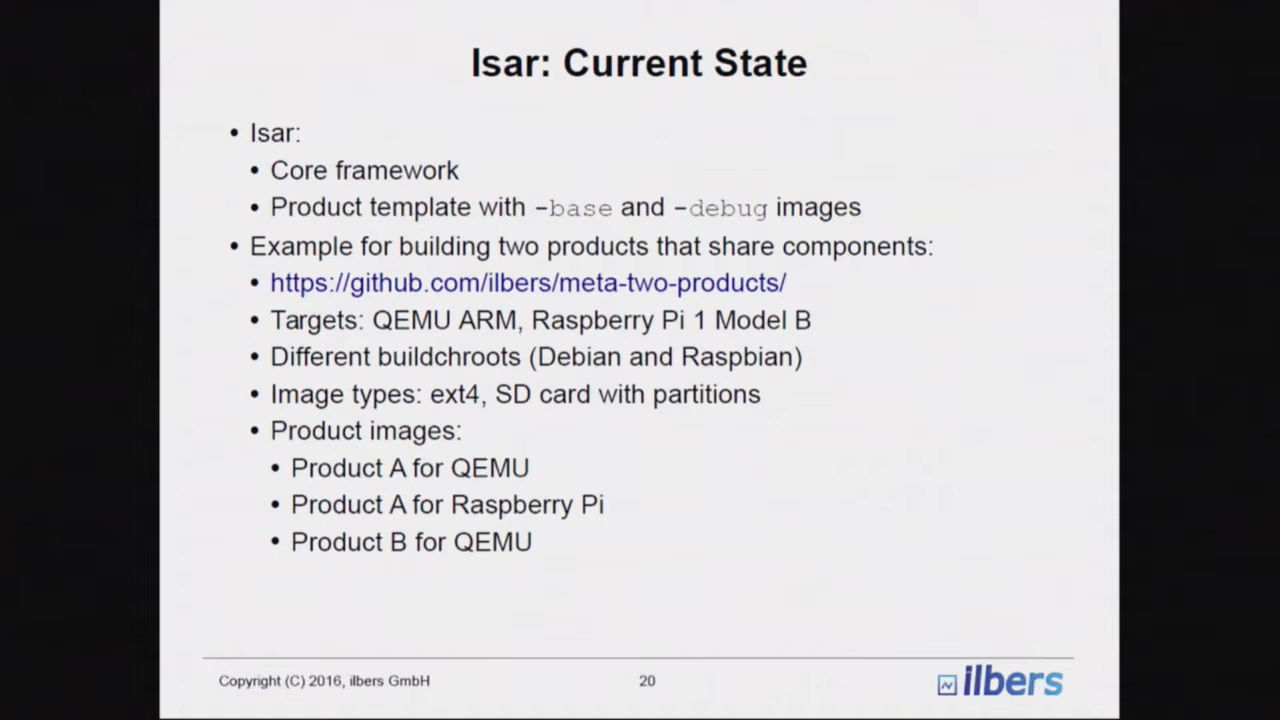 Isar: Current State
• Isar:
• Core framework
• Product template with -base and -debug images
• Example for building two products that share components:
• https://github.com/ilbers/meta-two-products/
• Targets: QEMU ARM, Raspberry Pi 1 Model B
• Different buildchroots (Debian and Raspbian)
• Image types: ext4, SD card with partitions
• Product images:
• Product A for QEMU
• Product A for Raspberry Pi
• Product B for QEMU
Copyright (C) 2016, ilbers GmbH
20
ilbers